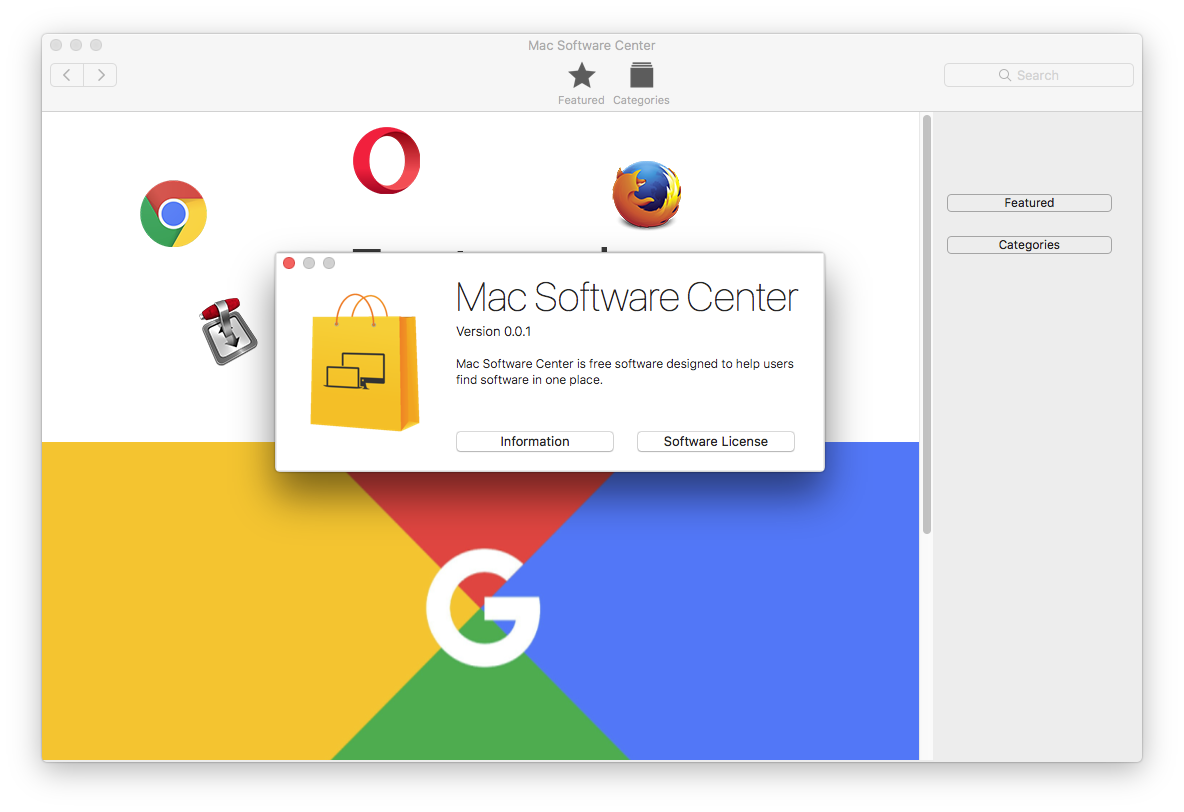 Mac Software Center
Featured
Categories
Search
Featured
Categories
Mac Software Center
Version 0.0.1
Mac Software Center is free software designed to help users
find software in one place.
Information
Software License
G